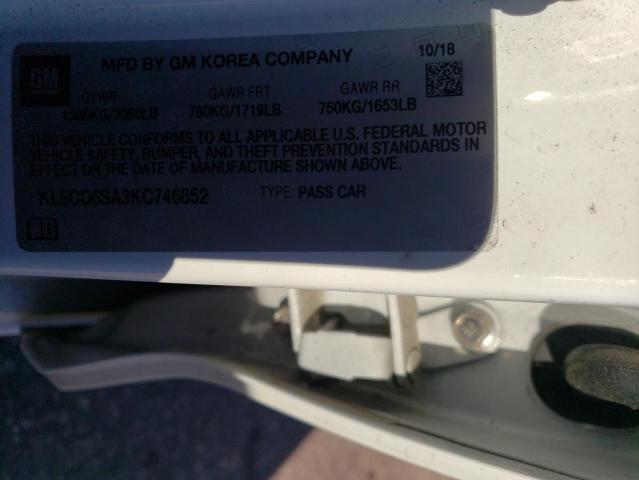 GM
MFD BY GM KOREA COMPANY 10/18
GVWR GAWR FRT GAWR RR
1388KG/3060LB 780KG/1719LB 750KG/1653LB
THIS VEHICLE CONFORMS TO ALL APPLICABLE U.S. FEDERAL MOTOR
VEHICLE SAFETY, BUMPER, AND THEFT PREVENTION STANDARDS IN
EFFECT ON THE DATE OF MANUFACTURE SHOWN ABOVE.
KL8CD6SA3KC746852 TYPE: PASS CAR